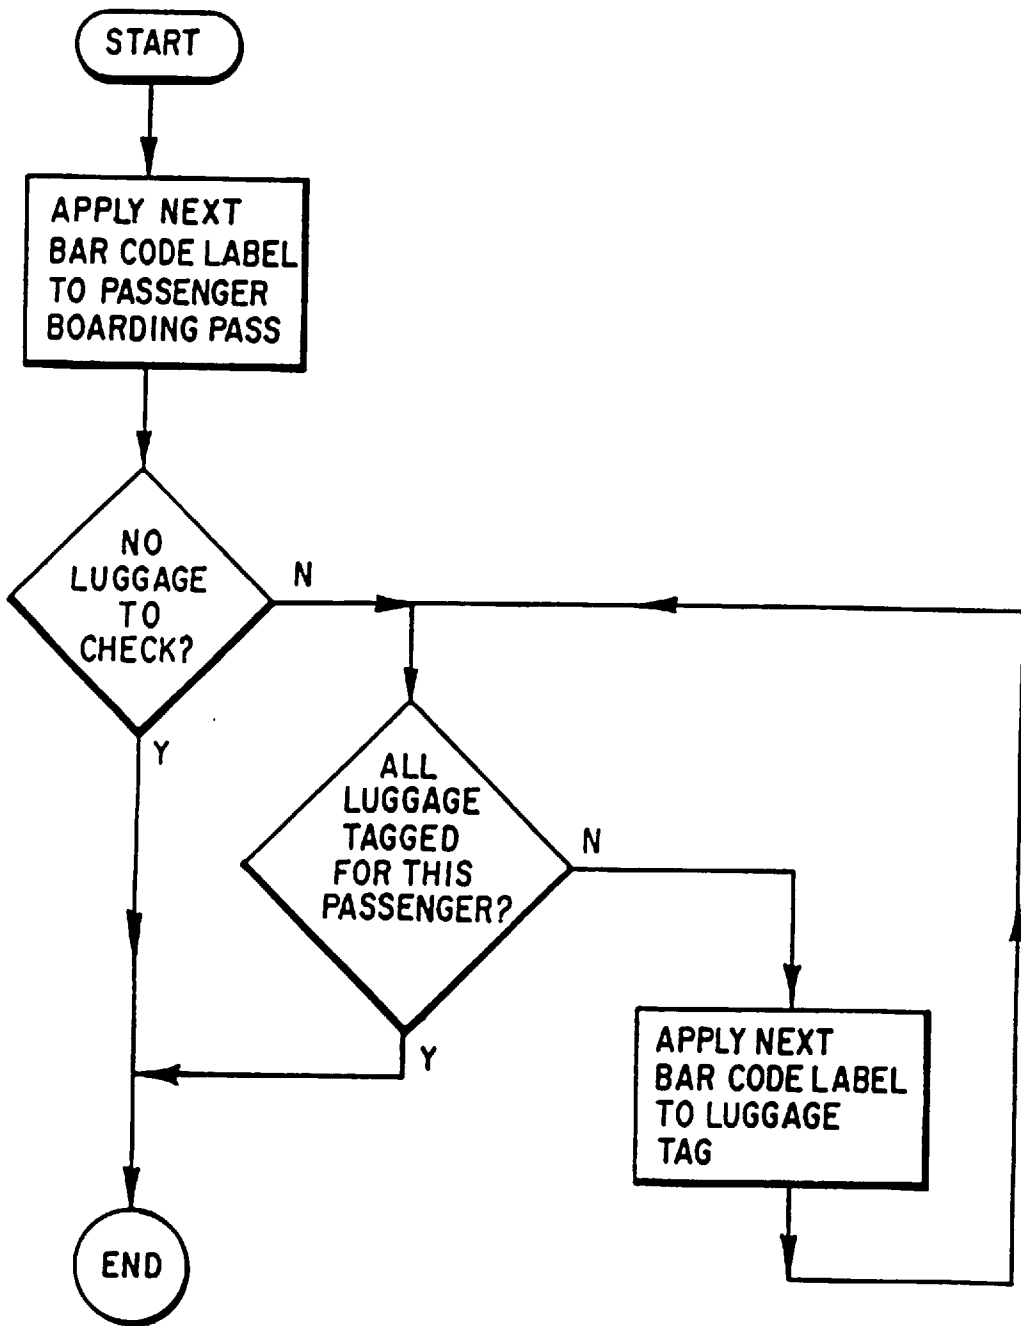 START
APPLY NEXT
BAR CODE LABEL
TO PASSENGER
BOARDING PASS
NO
LUGGAGE
TO
CHECK?
N
Y
ALL
LUGGAGE
TAGGED
FOR THIS
PASSENGER?
N
Y
APPLY NEXT
BAR CODE LABEL
TO LUGGAGE
TAG
END